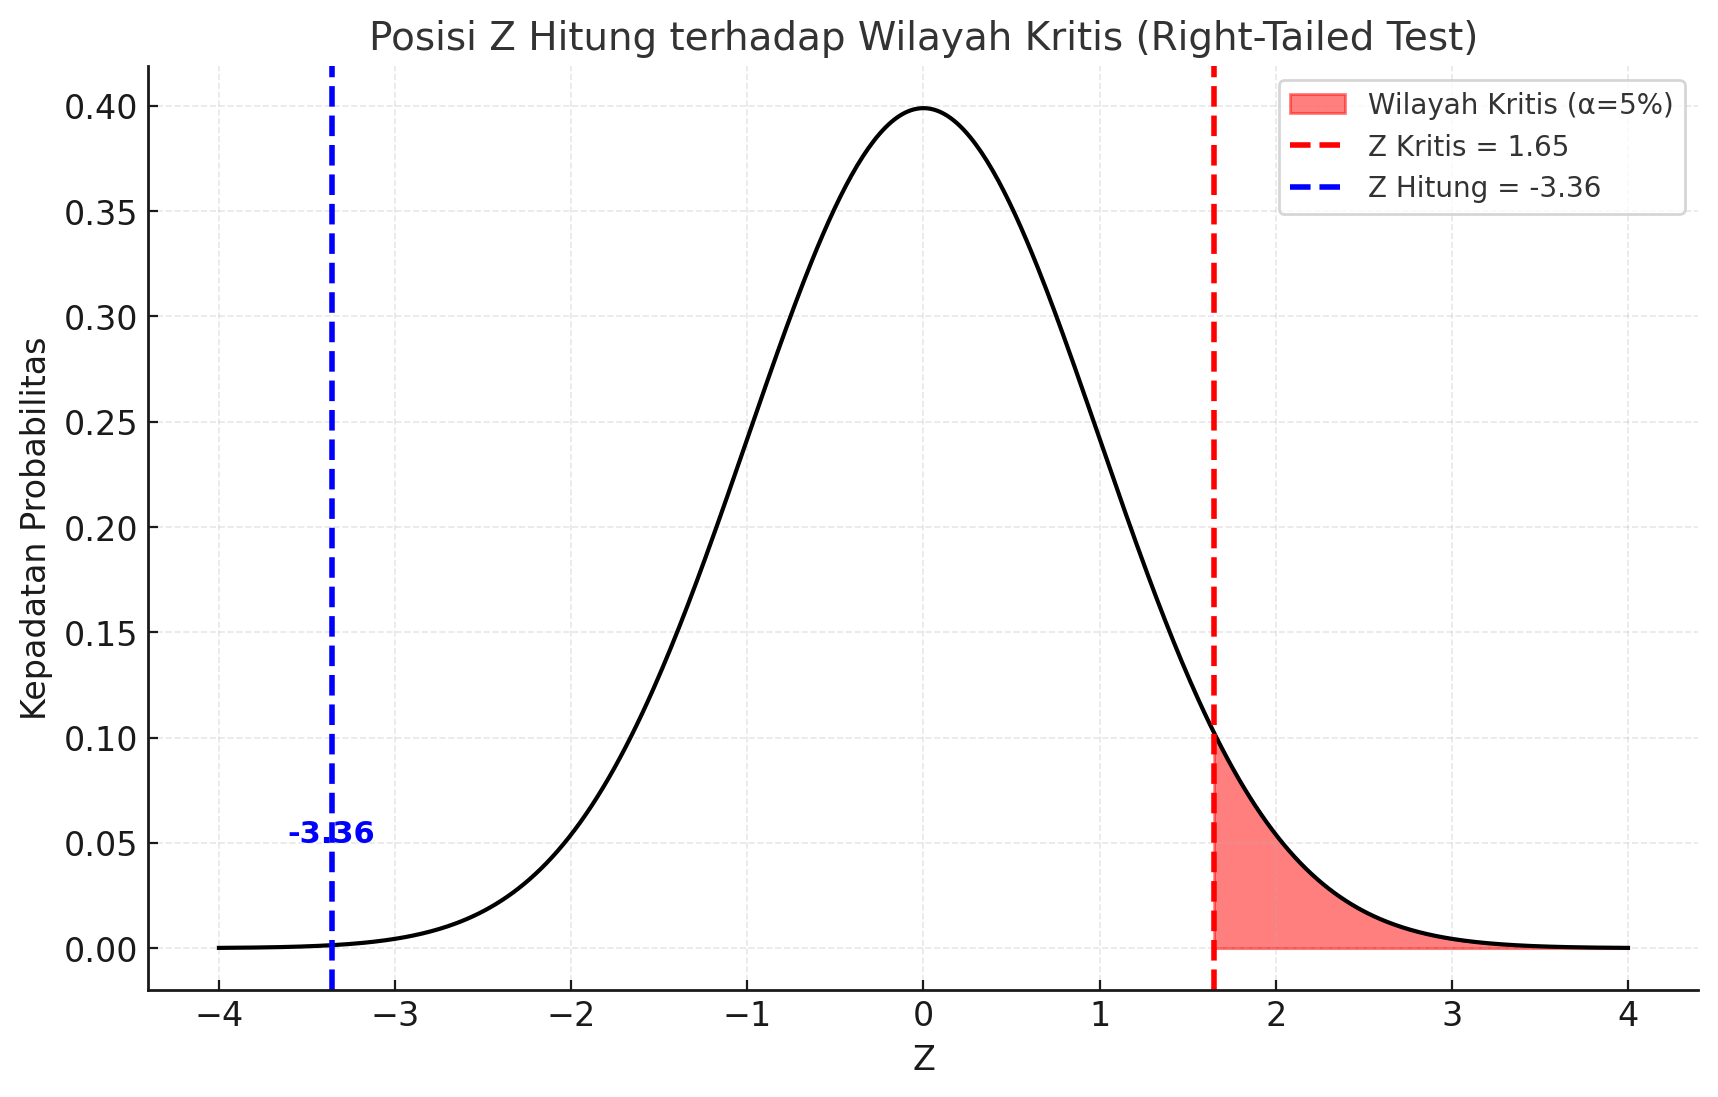 Posisi Z Hitung terhadap Wilayah Kritis (Right-Tailed Test)
Wilayah Kritis (α=5%)
Z Kritis = 1.65
Z Hitung = -3.36
Kepadatan Probabilitas
0.40
0.35
0.30
0.25
0.20
0.15
0.10
0.05
0.00
-3.36
−4 −3 −2 −1 0 1 2 3 4
Z